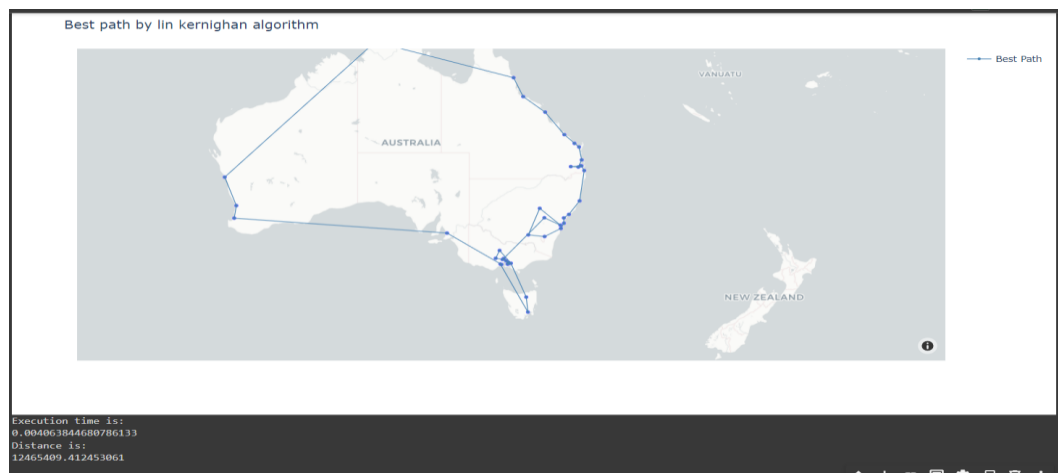 Best path by lin kernighan algorithm
Best Path
VANUATU
AUSTRALIA
NEW ZEALAND
Execution time is:
0.004063844680786133
Distance is:
12465409.412453061